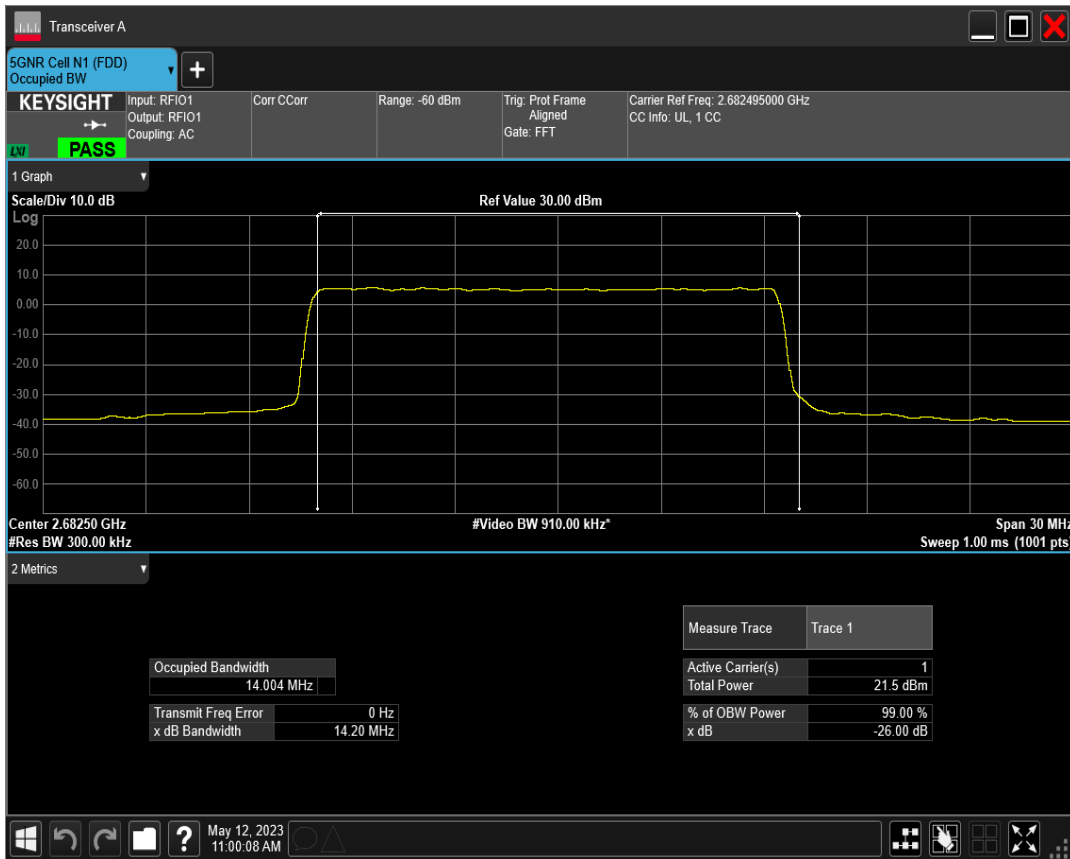 Transceiver A
5GNR Cell N1 (FDD)
Occupied BW
+
KEYSIGHT
LXI
PASS
Input: RFIO1
Output: RFIO1
Coupling: AC
Corr CCorr
Range: -60 dBm
Trig: Prot Frame
Aligned
Gate: FFT
Carrier Ref Freq: 2.682495000 GHz
CC Info: UL, 1 CC
1 Graph
Scale/Div 10.0 dB
Ref Value 30.00 dBm
Log
20.0
10.0
0.00
-10.0
-20.0
-30.0
-40.0
-50.0
-60.0
Center 2.68250 GHz
#Video BW 910.00 kHz*
Span 30 MHz
#Res BW 300.00 kHz
Sweep 1.00 ms (1001 pts)
2 Metrics
Measure Trace Trace 1
Occupied Bandwidth
14.004 MHz
Transmit Freq Error 0 Hz
x dB Bandwidth 14.20 MHz
Active Carrier(s) 1
Total Power 21.5 dBm
% of OBW Power 99.00 %
x dB -26.00 dB
?
May 12, 2023
11:00:08 AM